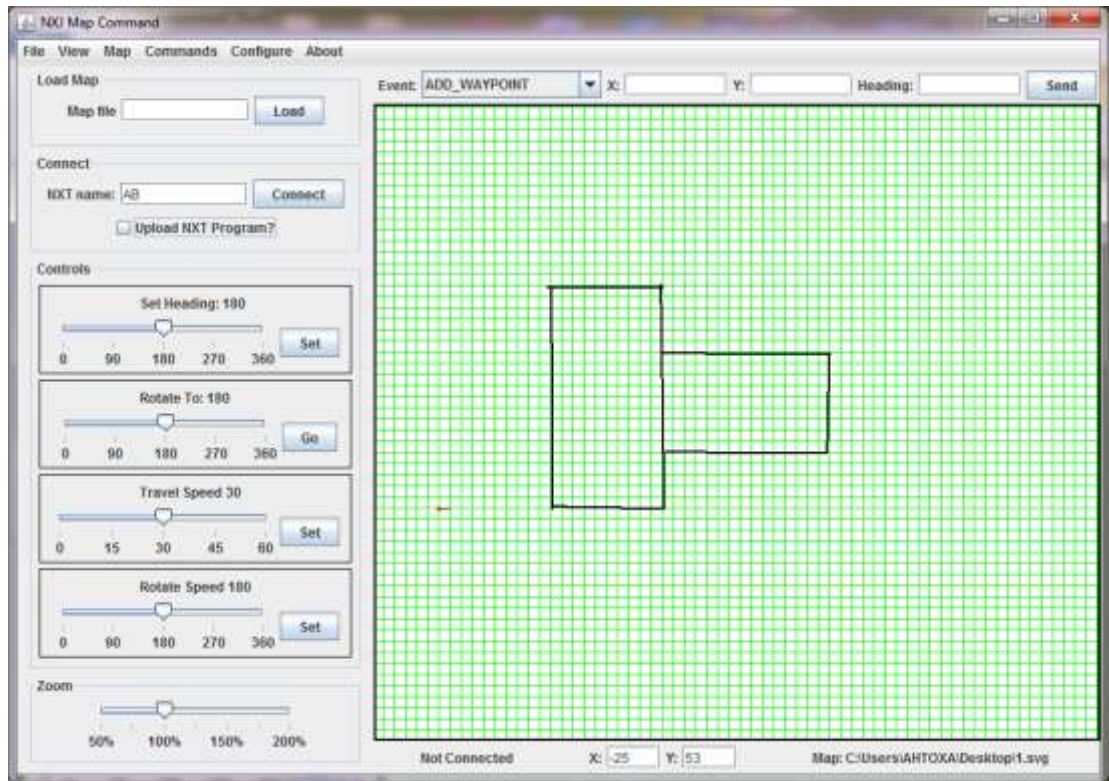 NXJ Map Command
File View Map Commands Configure About
Load Map
Map file Load
Connect
NXT name: AB Connect
Upload NXT Program?
Controls
Set Heading: 180
Set
0 90 180 270 360
Rotate To: 180
Go
0 90 180 270 360
Travel Speed 30
Set
0 15 30 45 60
Rotate Speed 180
Set
0 90 180 270 360
Zoom
50% 100% 150% 200%
Event: ADD_WAYPOINT X: Y: Heading: Send
Not Connected X: -25 Y: 53 Map: C:\Users\AHTOXA\Desktop\1.svg